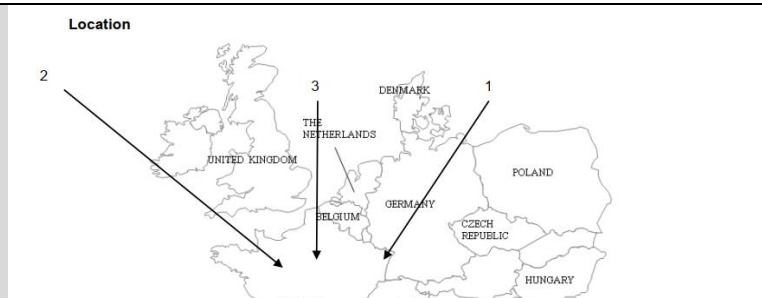 Location
2
3
1
DENMARK
THE
NETHERLANDS
UNITED KINGDOM
POLAND
GERMANY
BELGIUM
CZECH
REPUBLIC
HUNGARY